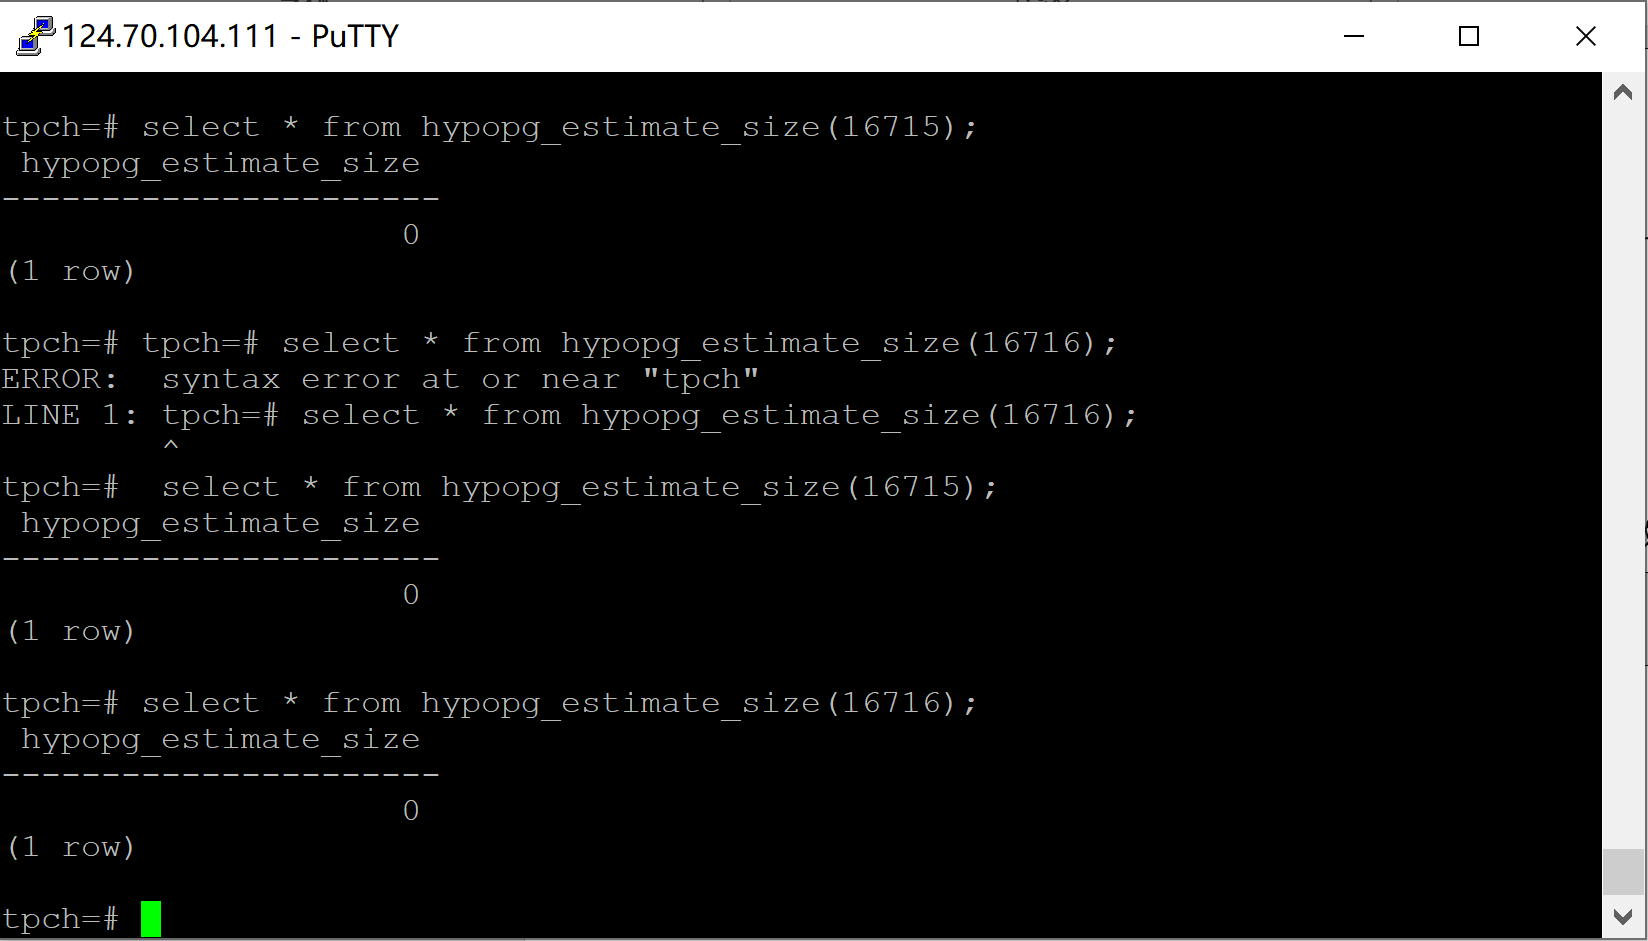 124.70.104.111 - PuTTY
tpch=# select * from hypopg_estimate_size(16715);
 hypopg_estimate_size
----------------------
                    0
(1 row)
tpch=# tpch=# select * from hypopg_estimate_size(16716);
ERROR:  syntax error at or near "tpch"
LINE 1: tpch=# select * from hypopg_estimate_size(16716);
        ^
tpch=#  select * from hypopg_estimate_size(16715);
 hypopg_estimate_size
----------------------
                    0
(1 row)
tpch=# select * from hypopg_estimate_size(16716);
 hypopg_estimate_size
----------------------
                    0
(1 row)
tpch=#